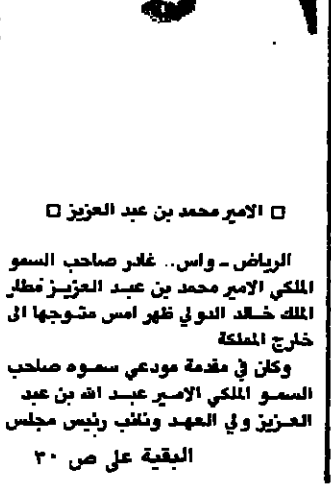 □ الامير محمد بن عبد العزيز □
الرياض ـ واس.. غادر صاحب السمو
الملكي الامير محمد بن عبد العزيز مطار
الملك خالد الدولي ظهر امس متوجها الى
خارج المملكة
وكان في مقدمة مودعي سموه صاحب
السمو الملكي الامير عبد الله بن عبد
العزيز ولي العهد ونائب رئيس مجلس
البقية على ص ٣٠